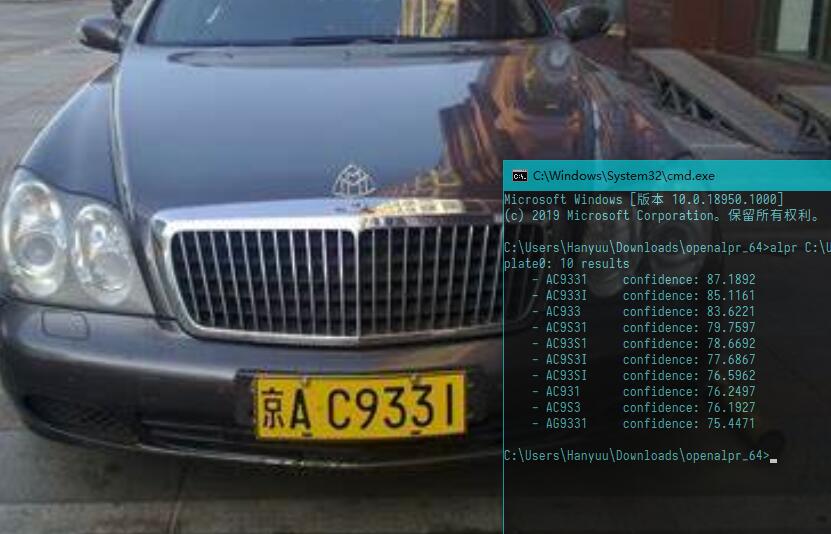 京A C9331
C:\Windows\System32\cmd.exe
Microsoft Windows [版本 10.0.18950.1000]
(c) 2019 Microsoft Corporation。保留所有权利。
C:\Users\Hanyuu\Downloads\openalpr_64>alpr C:\U
plate0: 10 results
- AC9331 confidence: 87.1892
- AC933I confidence: 85.1161
- AC933 confidence: 83.6221
- AC9S31 confidence: 79.7597
- AC93S1 confidence: 78.6692
- AC9S3I confidence: 77.6867
- AC93SI confidence: 76.5962
- AC931 confidence: 76.2497
- AC9S3 confidence: 76.1927
- AG9331 confidence: 75.4471
C:\Users\Hanyuu\Downloads\openalpr_64>